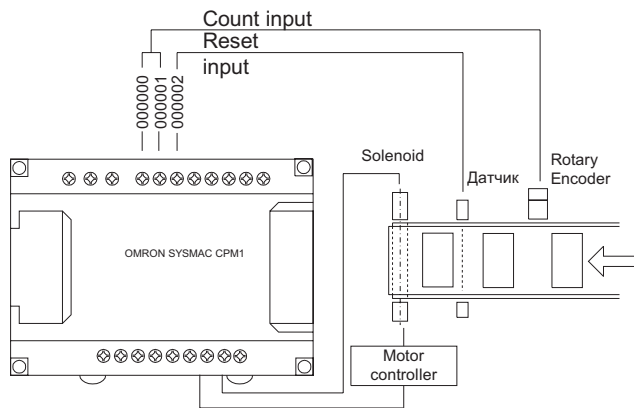 Count input
Reset
input
000000
000001
000002
Solenoid
Датчик
Rotary
Encoder
OMRON SYSMAC CPM1
Motor
controller